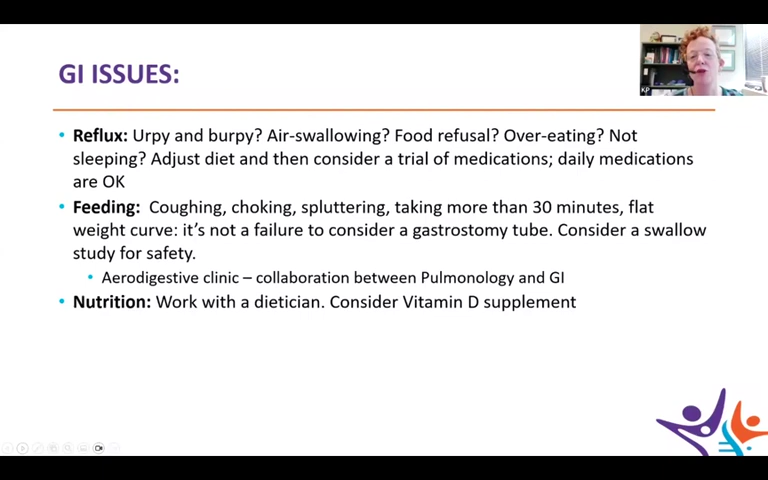 GI ISSUES:
KP
Reflux: Urpy and burpy? Air-swallowing? Food refusal? Over-eating? Not
sleeping? Adjust diet and then consider a trial of medications; daily medications
are OK
Feeding: Coughing, choking, spluttering, taking more than 30 minutes, flat
weight curve: it's not a failure to consider a gastrostomy tube. Consider a swallow
study for safety.
Aerodigestive clinic – collaboration between Pulmonology and GI
Nutrition: Work with a dietician. Consider Vitamin D supplement